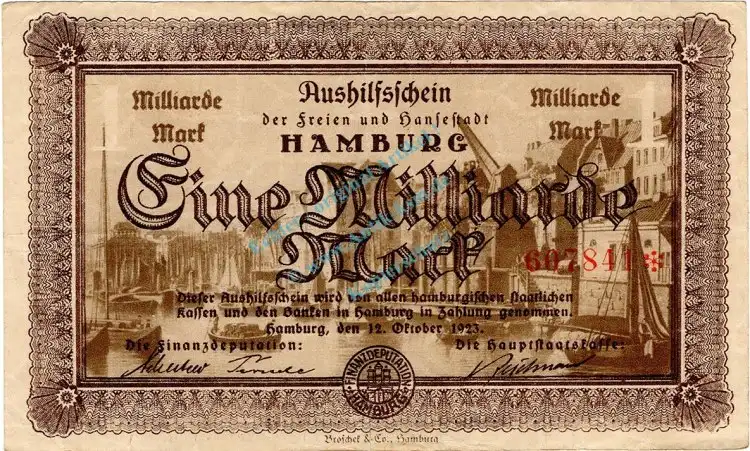 Milliarde
Mark
Aushilfsschein
der Freien und Hansestadt
HAMBURG
Milliarde
Mark
Eine Milliarde
Mark
607841 *
Dieser Aushilfsschein wird von allen hamburgischen staatlichen
Kassen und den Banken in Hamburg in Zahlung genommen.
Hamburg, den 12. Oktober 1923.
Die Finanzdeputation:
Die Hauptstaatskasse:
FINANZDEPUTATION
HAMBURG
Broschek & Co., Hamburg